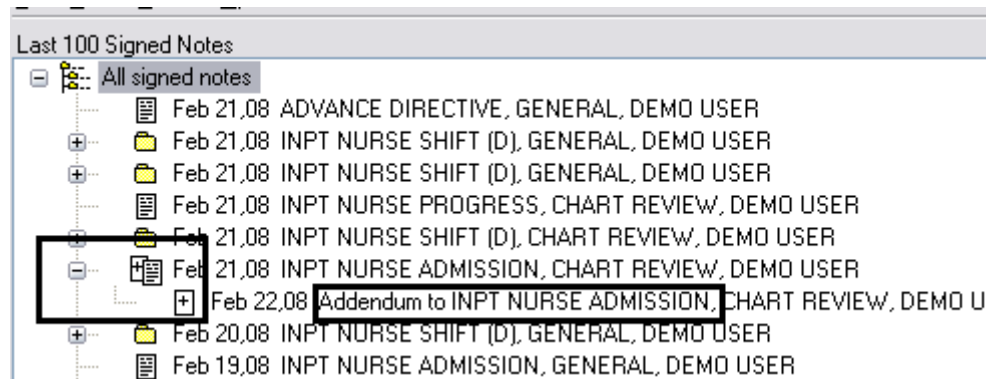 Last 100 Signed Notes
All signed notes
Feb 21,08 ADVANCE DIRECTIVE, GENERAL, DEMO USER
Feb 21,08 INPT NURSE SHIFT (D), GENERAL, DEMO USER
Feb 21,08 INPT NURSE SHIFT (D), GENERAL, DEMO USER
Feb 21,08 INPT NURSE PROGRESS, CHART REVIEW, DEMO USER
Feb 21,08 INPT NURSE SHIFT (D), CHART REVIEW, DEMO USER
Feb 21,08 INPT NURSE ADMISSION, CHART REVIEW, DEMO USER
Feb 22,08 Addendum to INPT NURSE ADMISSION, CHART REVIEW, DEMO U
Feb 20,08 INPT NURSE SHIFT (D), GENERAL, DEMO USER
Feb 19,08 INPT NURSE ADMISSION, GENERAL, DEMO USER